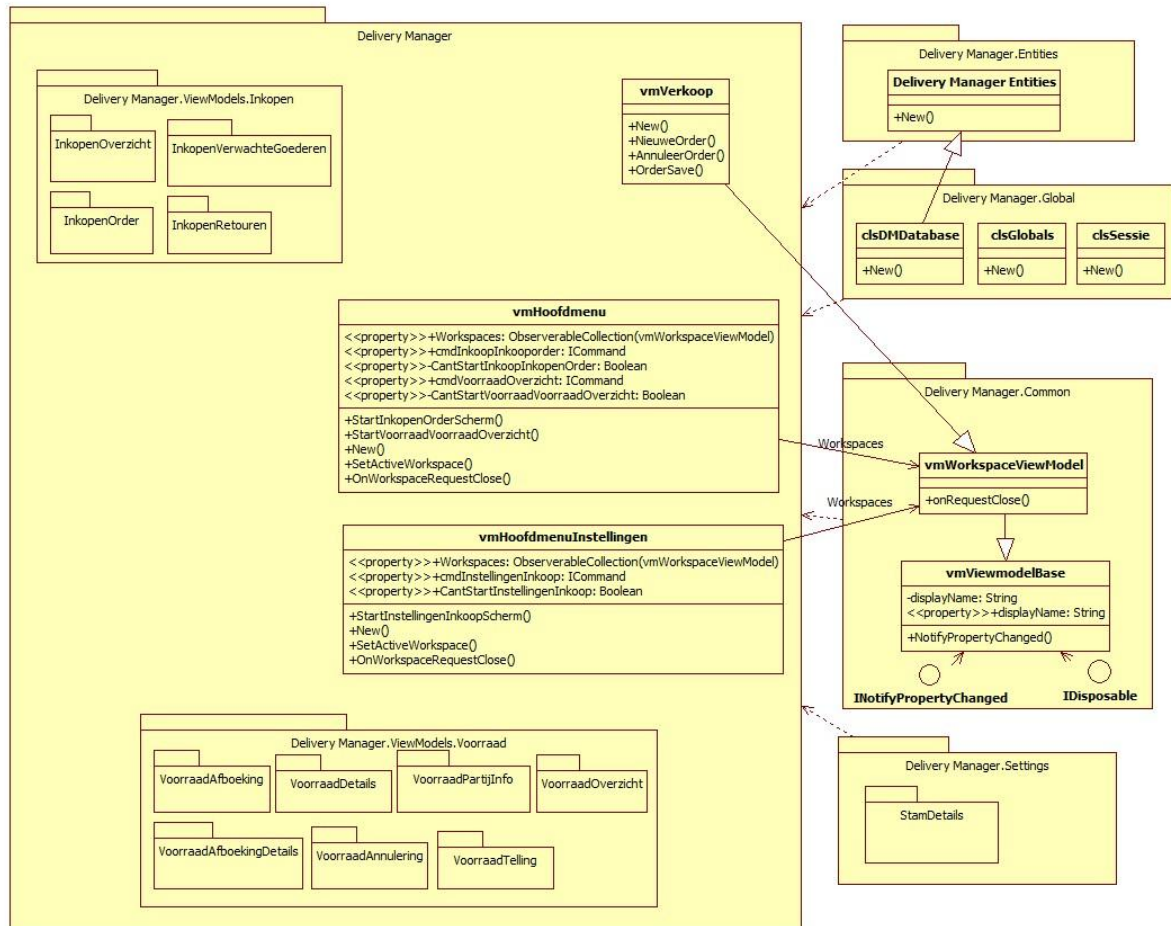 Delivery Manager
Delivery Manager.ViewModels.Inkopen
InkopenOverzicht
InkopenVerwachteGoederen
InkopenOrder
InkopenRetouren
vmVerkoop
+New()
+NieuweOrder()
+AnnuleerOrder()
+OrderSave()
vmHoofdmenu
<<property>>+Workspaces: ObserverableCollection(vmWorkspaceViewModel)
<<property>>+cmdInkoopInkooporder: ICommand
<<property>>-CantStartInkoopInkopenOrder: Boolean
<<property>>+cmdVoorraadOverzicht: ICommand
<<property>>-CantStartVoorraadVoorraadOverzicht: Boolean
+StartInkopenOrderScherm()
+StartVoorraadVoorraadOverzicht()
+New()
+SetActiveWorkspace()
+OnWorkspaceRequestClose()
vmHoofdmenuInstellingen
<<property>>+Workspaces: ObserverableCollection(vmWorkspaceViewModel)
<<property>>+cmdInstellingenInkoop: ICommand
<<property>>+CantStartInstellingenInkoop: Boolean
+StartInstellingenInkoopScherm()
+New()
+SetActiveWorkspace()
+OnWorkspaceRequestClose()
Delivery Manager.ViewModels.Voorraad
VoorraadAfboeking
VoorraadDetails
VoorraadPartijInfo
VoorraadOverzicht
VoorraadAfboekingDetails
VoorraadAnnulering
VoorraadTelling
Delivery Manager.Entities
Delivery Manager Entities
+New()
Delivery Manager.Global
clsDMDatabase
+New()
clsGlobals
+New()
clsSessie
+New()
Delivery Manager.Common
Workspaces
Workspaces
vmWorkspaceViewModel
+onRequestClose()
vmViewmodelBase
-displayName: String
<<property>>+displayName: String
+NotifyPropertyChanged()
INotifyPropertyChanged
IDisposable
Delivery Manager.Settings
StamDetails